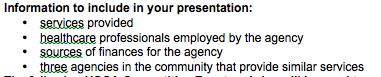 Information to include in your presentation:
• services provided
• healthcare professionals employed by the agency
• sources of finances for the agency
• three agencies in the community that provide similar services